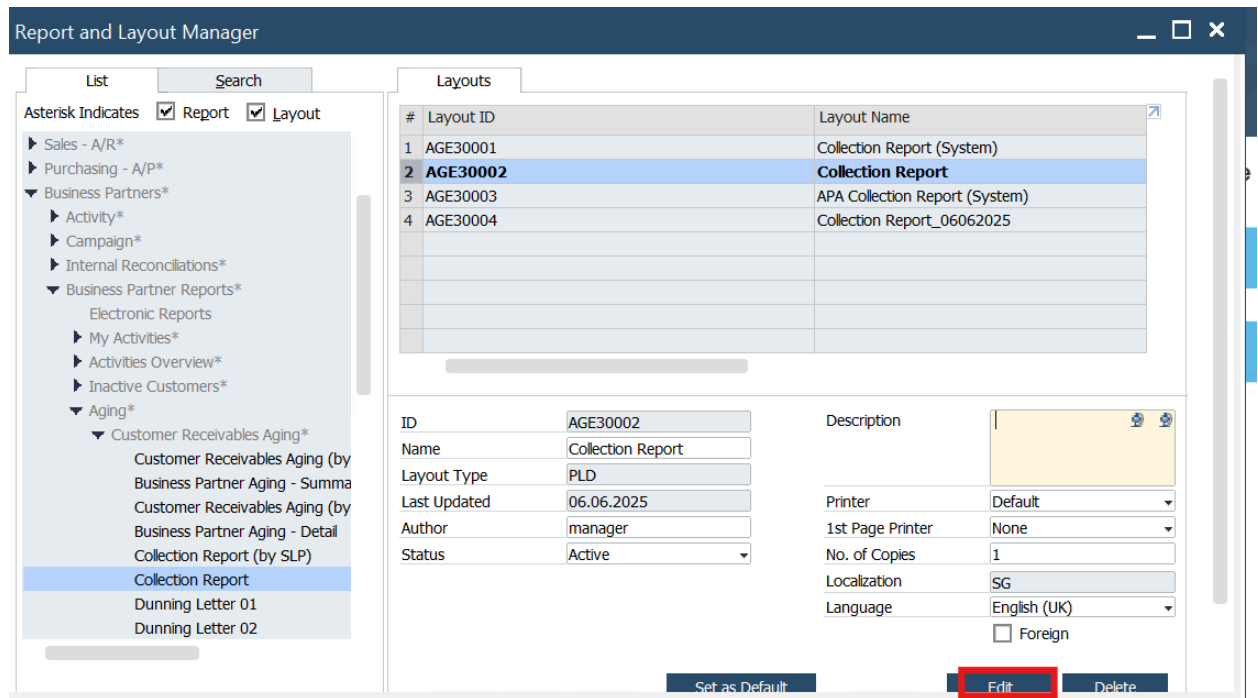 Report and Layout Manager
List
Search
Asterisk Indicates Report Layout
Sales - A/R*
Purchasing - A/P*
Business Partners*
Activity*
Campaign*
Internal Reconciliations*
Business Partner Reports*
Electronic Reports
My Activities*
Activities Overview*
Inactive Customers*
Aging*
Customer Receivables Aging*
Customer Receivables Aging (by
Business Partner Aging - Summa
Customer Receivables Aging (by
Business Partner Aging - Detail
Collection Report (by SLP)
Collection Report
Dunning Letter 01
Dunning Letter 02
Layouts
# Layout ID Layout Name
1 AGE30001 Collection Report (System)
2 AGE30002 Collection Report
3 AGE30003 APA Collection Report (System)
4 AGE30004 Collection Report_06062025
ID AGE30002
Name Collection Report
Layout Type PLD
Last Updated 06.06.2025
Author manager
Status Active
Description
Printer Default
1st Page Printer None
No. of Copies 1
Localization SG
Language English (UK)
Foreign
Set as Default Edit Delete